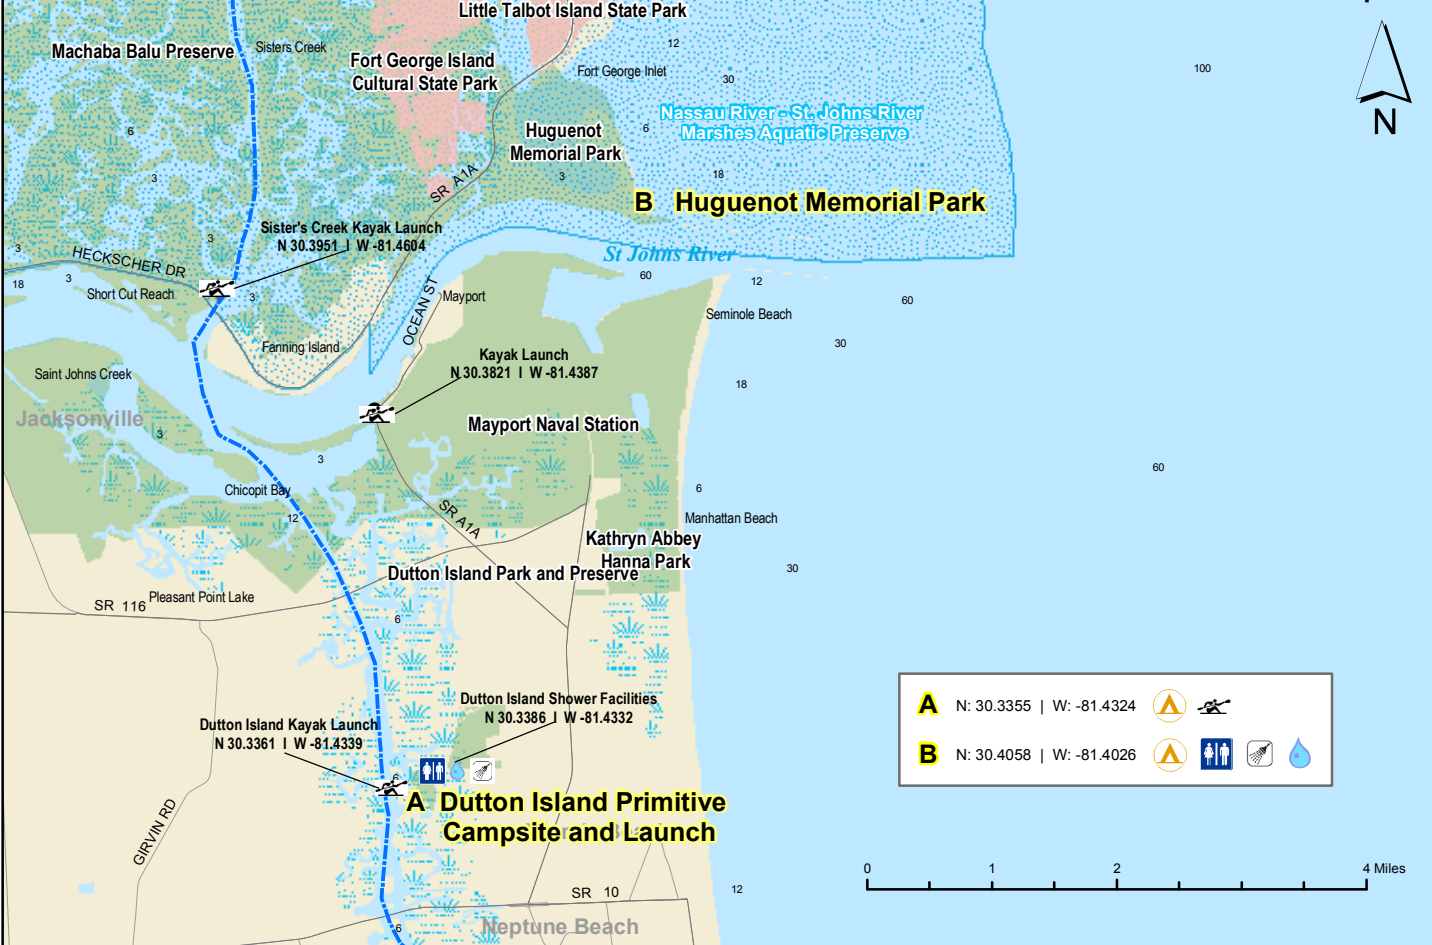 Little Talbot Island State Park
Machaba Balu Preserve
Sisters Creek
Fort George Island
Cultural State Park
12
Fort George Inlet
30
100
N
Nassau River - St. Johns River
Marshes Aquatic Preserve
6
6
Huguenot
Memorial Park
3
3
18
SR A1A
B Huguenot Memorial Park
Sister's Creek Kayak Launch
N 30.3951 I W -81.4604
3
3
HECKSCHER DR
St Johns River
18
3
60
12
Short Cut Reach
3
OCEAN ST
Mayport
60
Seminole Beach
Fanning Island
30
Kayak Launch
N 30.3821 I W -81.4387
Saint Johns Creek
18
Jacksonville
3
Mayport Naval Station
3
60
Chicopit Bay
6
12
SR A1A
Manhattan Beach
Kathryn Abbey
Hanna Park
30
Dutton Island Park and Preserve
SR 116
Pleasant Point Lake
6
Dutton Island Shower Facilities
N 30.3386 I W -81.4332
Dutton Island Kayak Launch
N 30.3361 I W -81.4339
A N: 30.3355 | W: -81.4324
B N: 30.4058 | W: -81.4026
6
A Dutton Island Primitive
Campsite and Launch
GIRVIN RD
0 1 2 4 Miles
12
SR 10
6
Neptune Beach